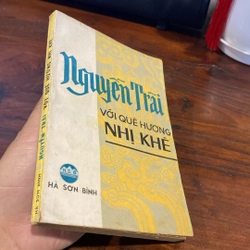 Nguyễn Trãi
VỚI QUÊ HƯƠNG
NHỊ KHÊ
HÀ SƠN BÌNH